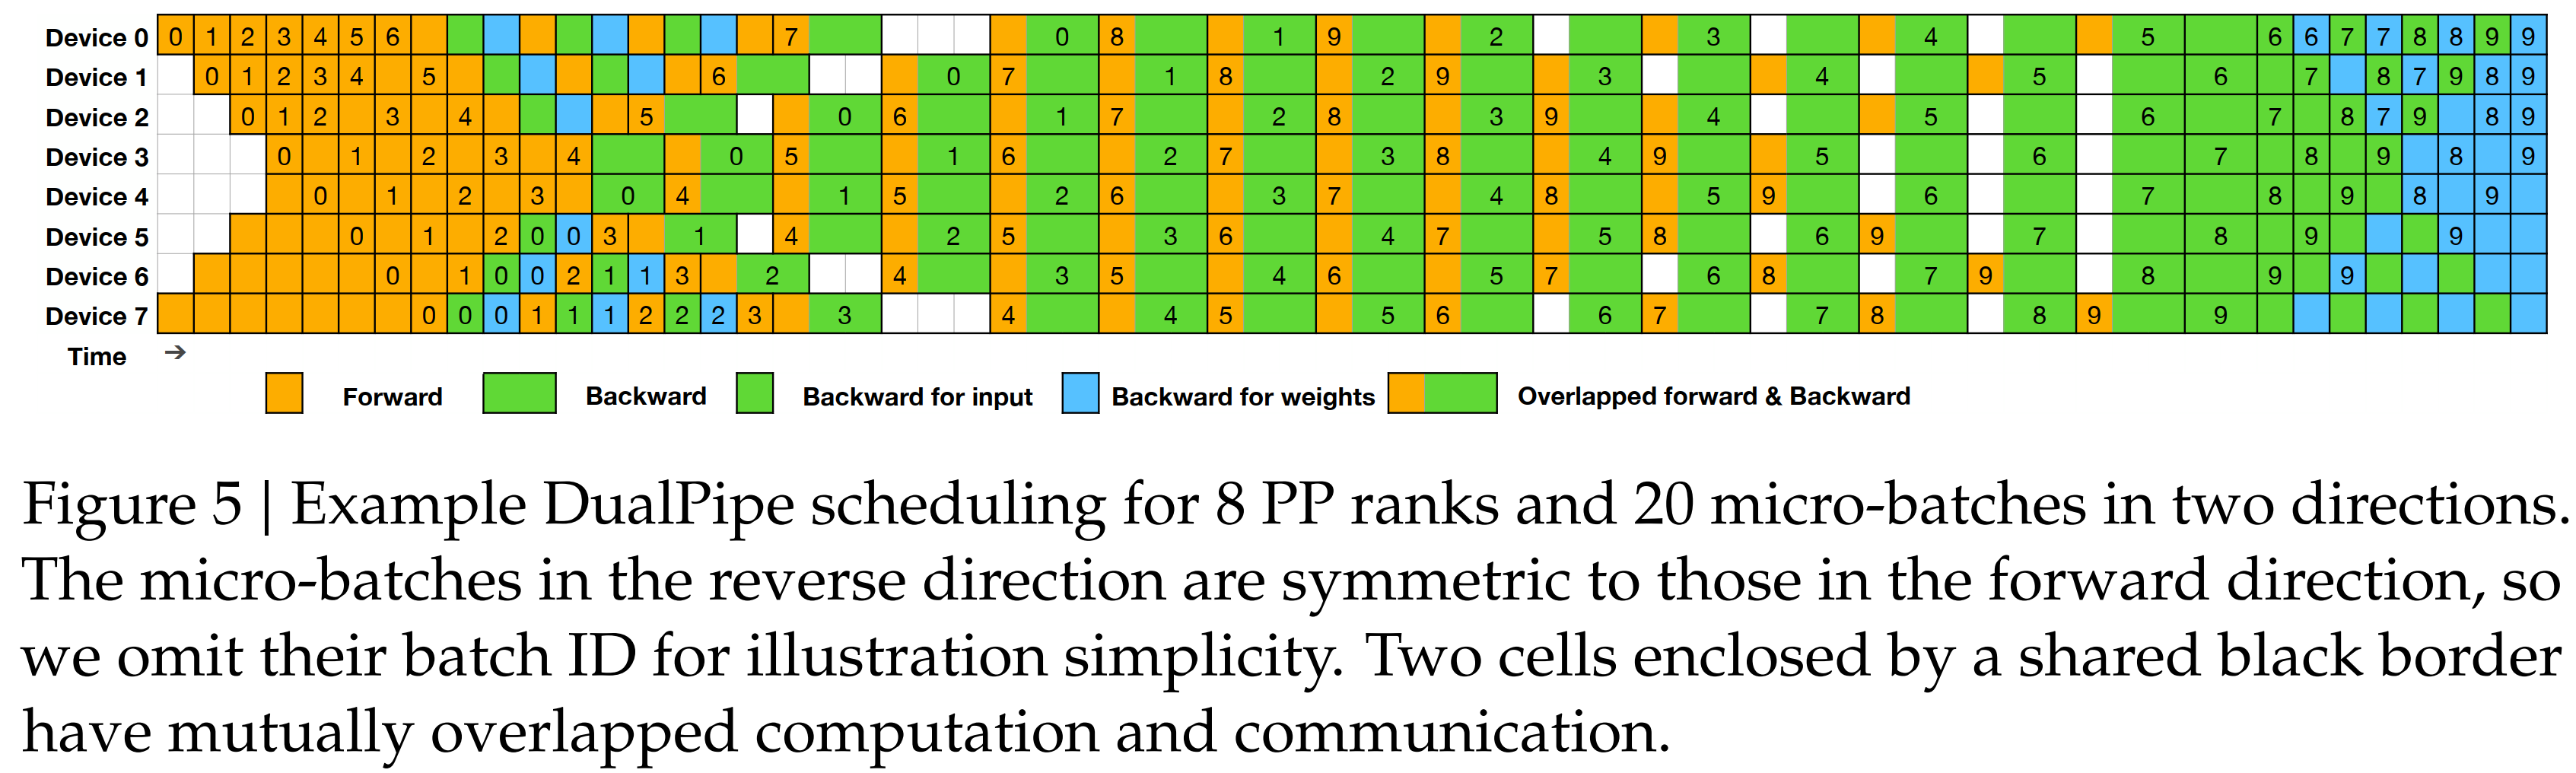 Device 0 0 1 2 3 4 5 6 7 0 8 1 9 2 3 4 5 6 6 7 7 8 8 9 9
Device 1 0 1 2 3 4 5 6 0 7 1 8 2 9 3 4 5 6 7 8 7 9 8 9
Device 2 0 1 2 3 4 5 0 6 1 7 2 8 3 9 4 5 6 7 8 7 9 8 9
Device 3 0 1 2 3 4 0 5 1 6 2 7 3 8 4 9 5 6 7 8 9 8 9
Device 4 0 1 2 3 0 4 1 5 2 6 3 7 4 8 5 9 6 7 8 9 8 9
Device 5 0 1 2 0 0 3 1 4 2 5 3 6 4 7 5 8 6 9 7 8 9 9
Device 6 0 1 0 0 2 1 1 3 2 4 3 5 4 6 5 7 6 8 7 9 8 9 9
Device 7 0 0 0 1 1 1 2 2 2 3 3 4 4 5 5 6 6 7 7 8 8 9 9
Time →
Forward Backward Backward for input Backward for weights Overlapped forward & Backward
Figure 5 | Example DualPipe scheduling for 8 PP ranks and 20 micro-batches in two directions.
The micro-batches in the reverse direction are symmetric to those in the forward direction, so
we omit their batch ID for illustration simplicity. Two cells enclosed by a shared black border
have mutually overlapped computation and communication.